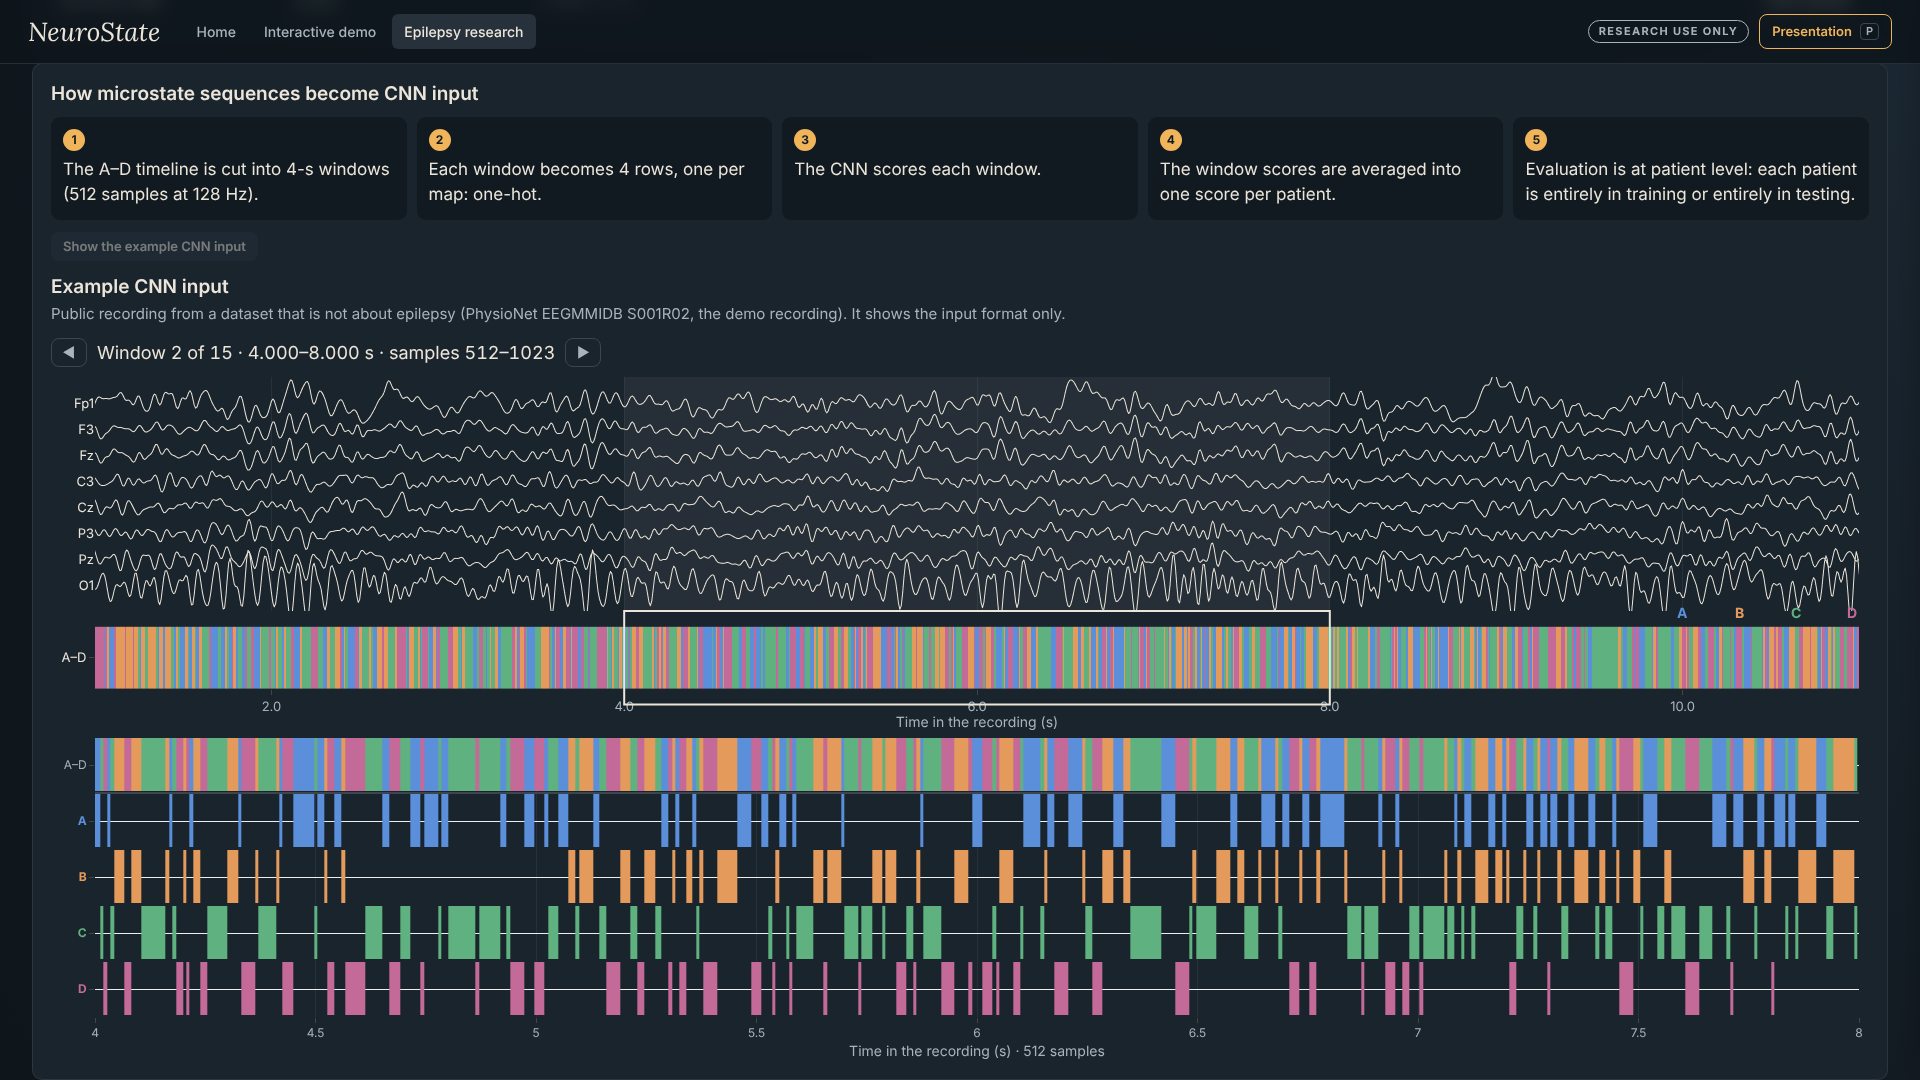 NeuroState
Home
Interactive demo
Epilepsy research
RESEARCH USE ONLY
Presentation P
How microstate sequences become CNN input
1
The A–D timeline is cut into 4-s windows
(512 samples at 128 Hz).
2
Each window becomes 4 rows, one per
map: one-hot.
3
The CNN scores each window.
4
The window scores are averaged into
one score per patient.
5
Evaluation is at patient level: each patient
is entirely in training or entirely in testing.
Show the example CNN input
Example CNN input
Public recording from a dataset that is not about epilepsy (PhysioNet EEGMMIDB S001R02, the demo recording). It shows the input format only.
Window 2 of 15 · 4.000–8.000 s · samples 512–1023
Fp1
F3
Fz
C3
Cz
P3
Pz
O1
A B C D
A–D
2.0 4.0 6.0 8.0 10.0
Time in the recording (s)
A–D
A
B
C
D
4 4.5 5 5.5 6 6.5 7 7.5 8
Time in the recording (s) · 512 samples